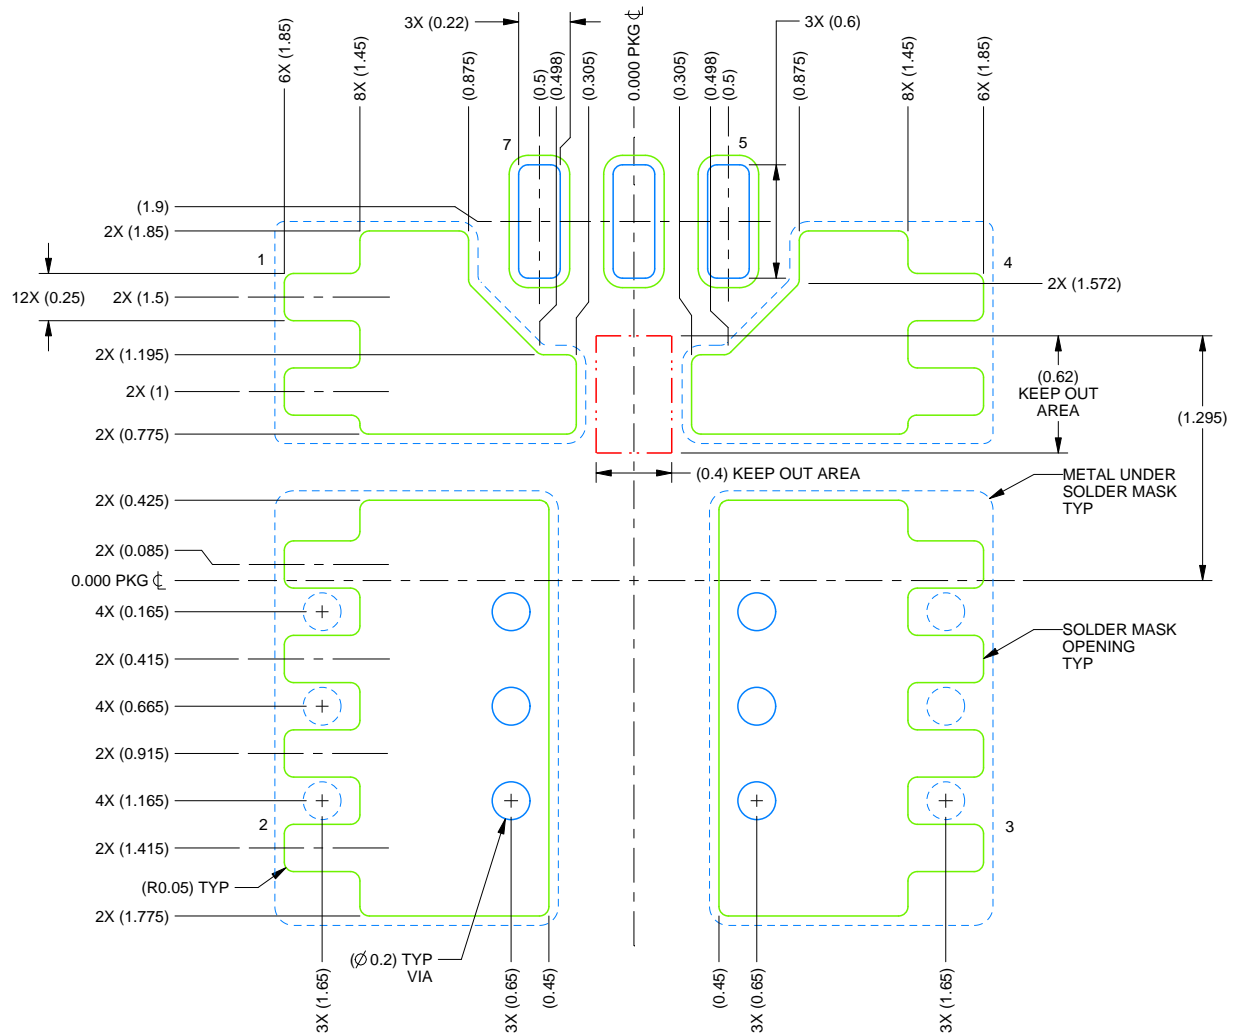 3X (0.22)
3X (0.6)
6X (1.85)
8X (1.45)
(0.875)
(0.5)
(0.498)
(0.305)
0.000 PKG ℄
(0.305)
(0.498)
(0.5)
(0.875)
8X (1.45)
6X (1.85)
7
5
(1.9)
2X (1.85)
1
4
12X (0.25)
2X (1.5)
2X (1.572)
2X (1.195)
2X (1)
2X (0.775)
(0.62)
KEEP OUT
AREA
(1.295)
(0.4) KEEP OUT AREA
METAL UNDER
SOLDER MASK
TYP
2X (0.425)
2X (0.085)
0.000 PKG ℄
4X (0.165)
SOLDER MASK
OPENING
TYP
2X (0.415)
4X (0.665)
2X (0.915)
4X (1.165)
2
3
2X (1.415)
(R0.05) TYP
2X (1.775)
(Ø 0.2) TYP
VIA
3X (1.65)
3X (0.65)
(0.45)
(0.45)
3X (0.65)
3X (1.65)